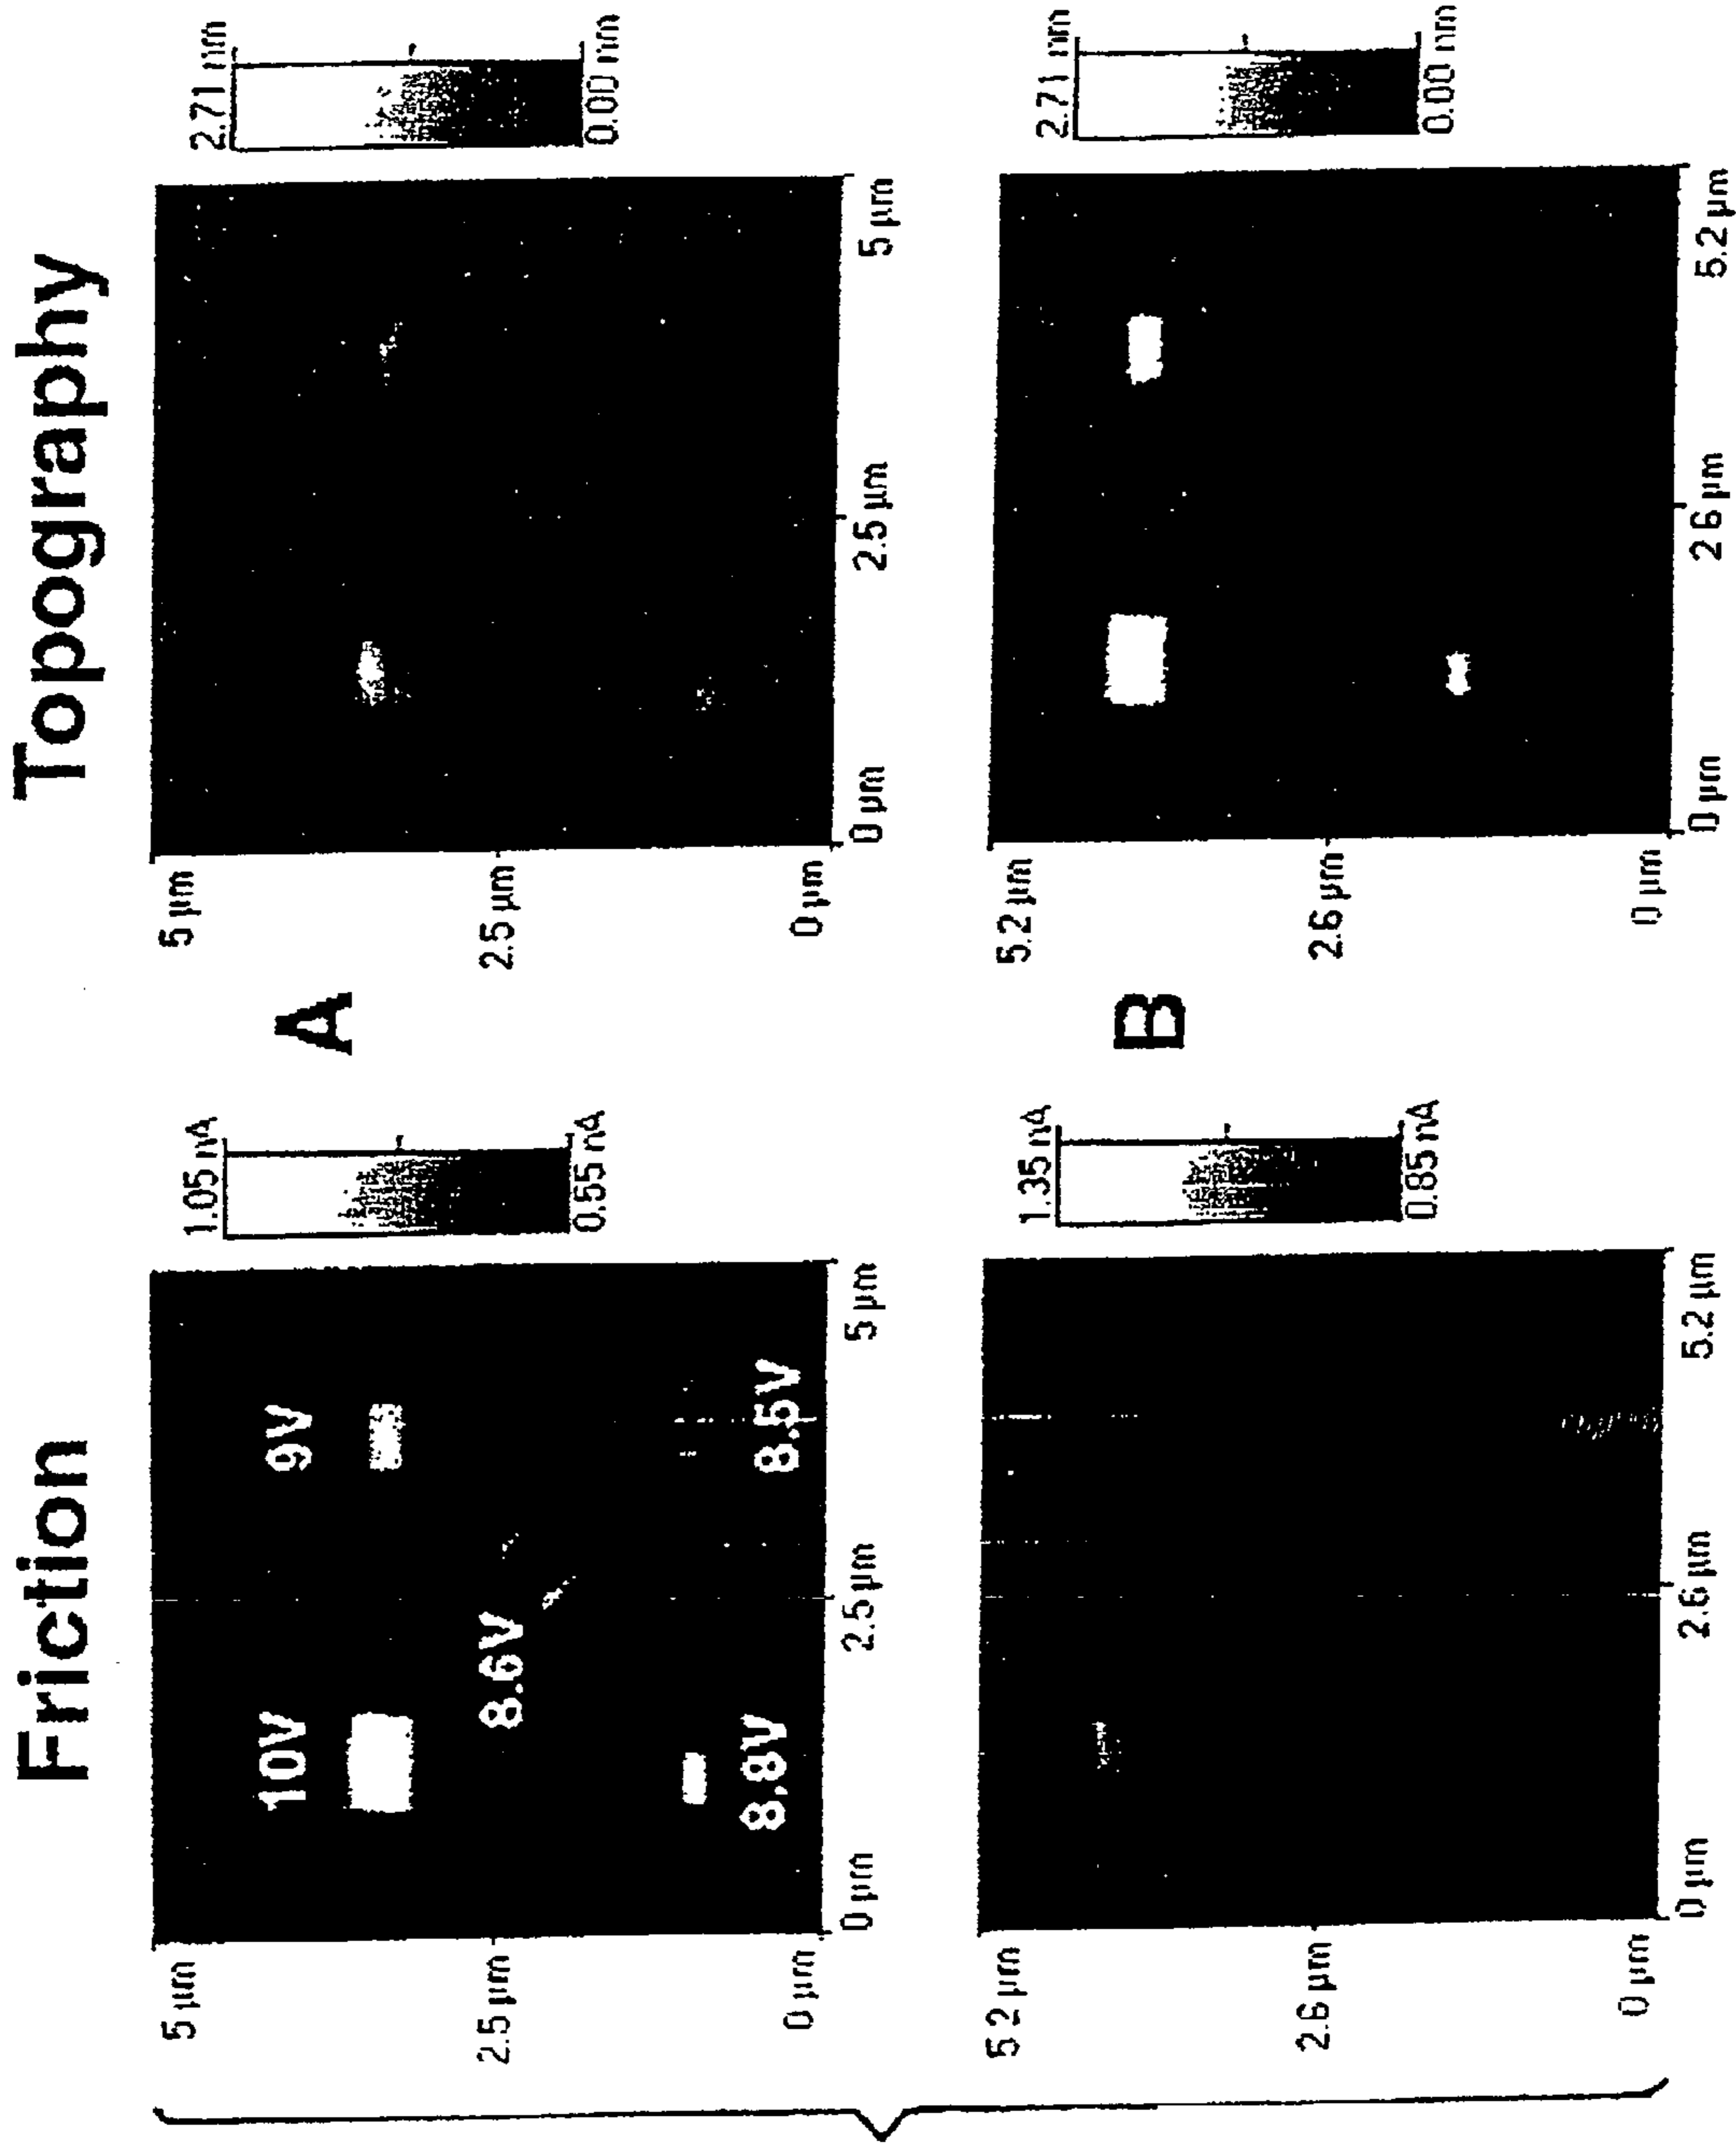 Friction
Topography
A
5 µm
2.5 µm
0 µm
10V
9V
8.6V
8.8V
8.5V
0 µm
2.5 µm
5 µm
1.05 nA
0.55 nA
5 µm
2.5 µm
0 µm
0 µm
2.5 µm
5 µm
2.71 nm
0.00 nm
B
5 2 µm
2.6 µm
0 µm
0 µm
2.6 µm
5.2 µm
1.35 nA
0.85 nA
5.2 µm
2.6 µm
0 µm
0 µm
2 6 µm
5.2 µm
2.71 nm
0.00 nm